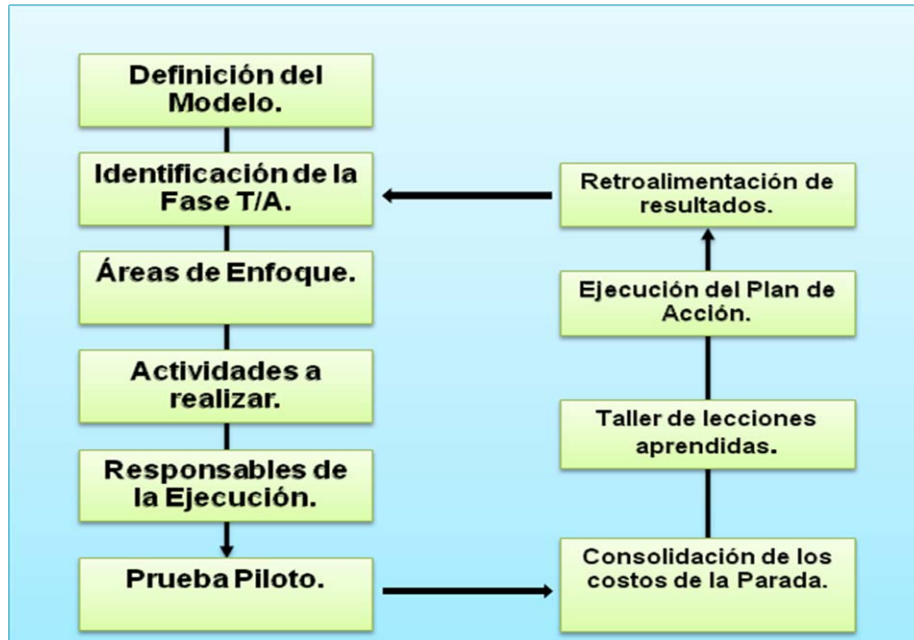 Definición del
Modelo.
Identificación de la
Fase T/A.
Áreas de Enfoque.
Actividades a
realizar.
Responsables de
la Ejecución.
Prueba Piloto.
Retroalimentación de
resultados.
Ejecución del Plan de
Acción.
Taller de lecciones
aprendidas.
Consolidación de los
costos de la Parada.